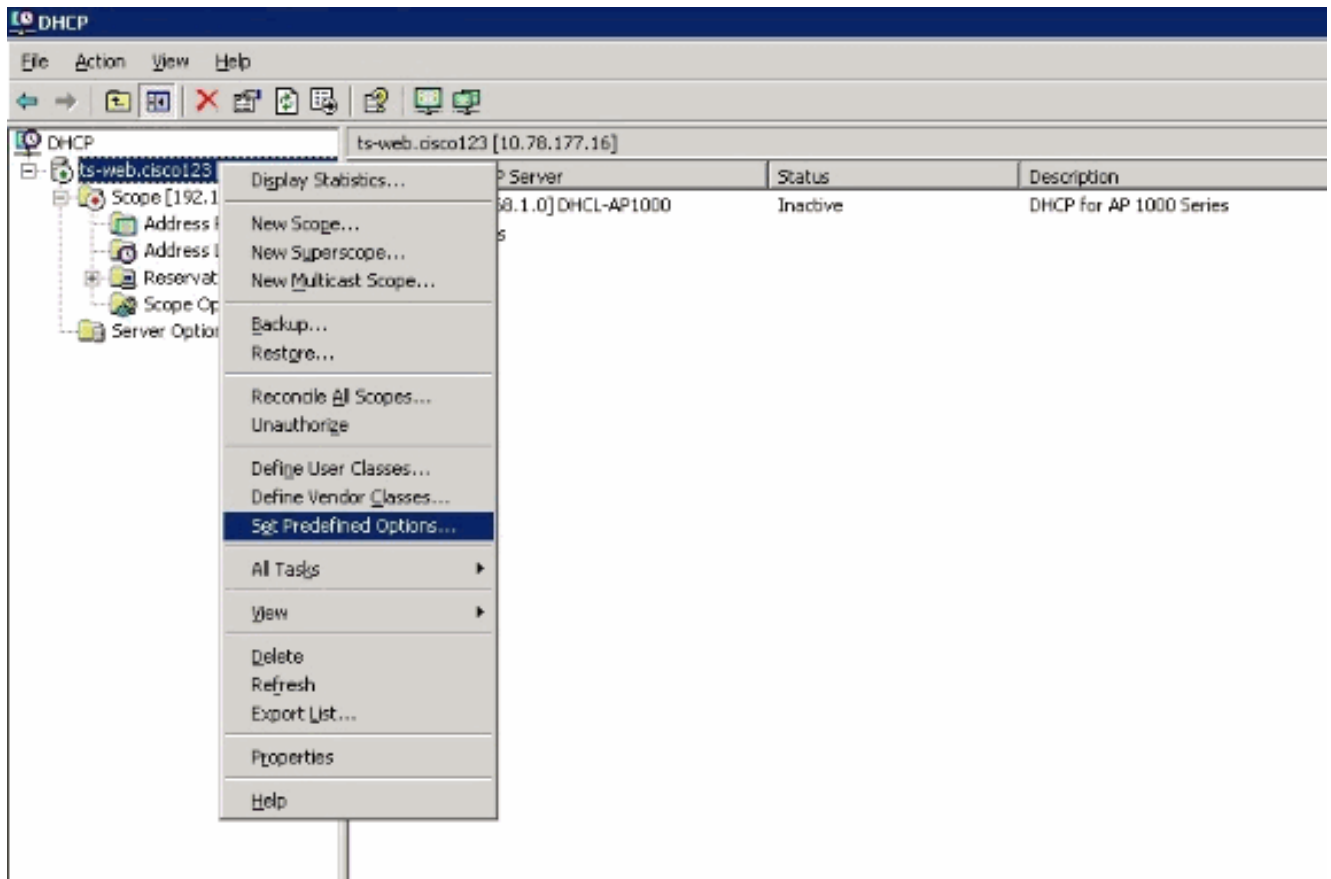 DHCP
File Action View Help
DHCP
ts-web.cisco123 [10.78.177.16]
ts-web.cisco123
Server Status Description
Scope [192.1
68.1.0] DHCL-AP1000 Inactive DHCP for AP 1000 Series
Address
Address
Reservat
Scope Op
Server Option
Display Statistics...
New Scope...
New Superscope...
New Multicast Scope...
Backup...
Restore...
Reconcile All Scopes...
Unauthorize
Define User Classes...
Define Vendor Classes...
Set Predefined Options...
All Tasks
View
Delete
Refresh
Export List...
Properties
Help